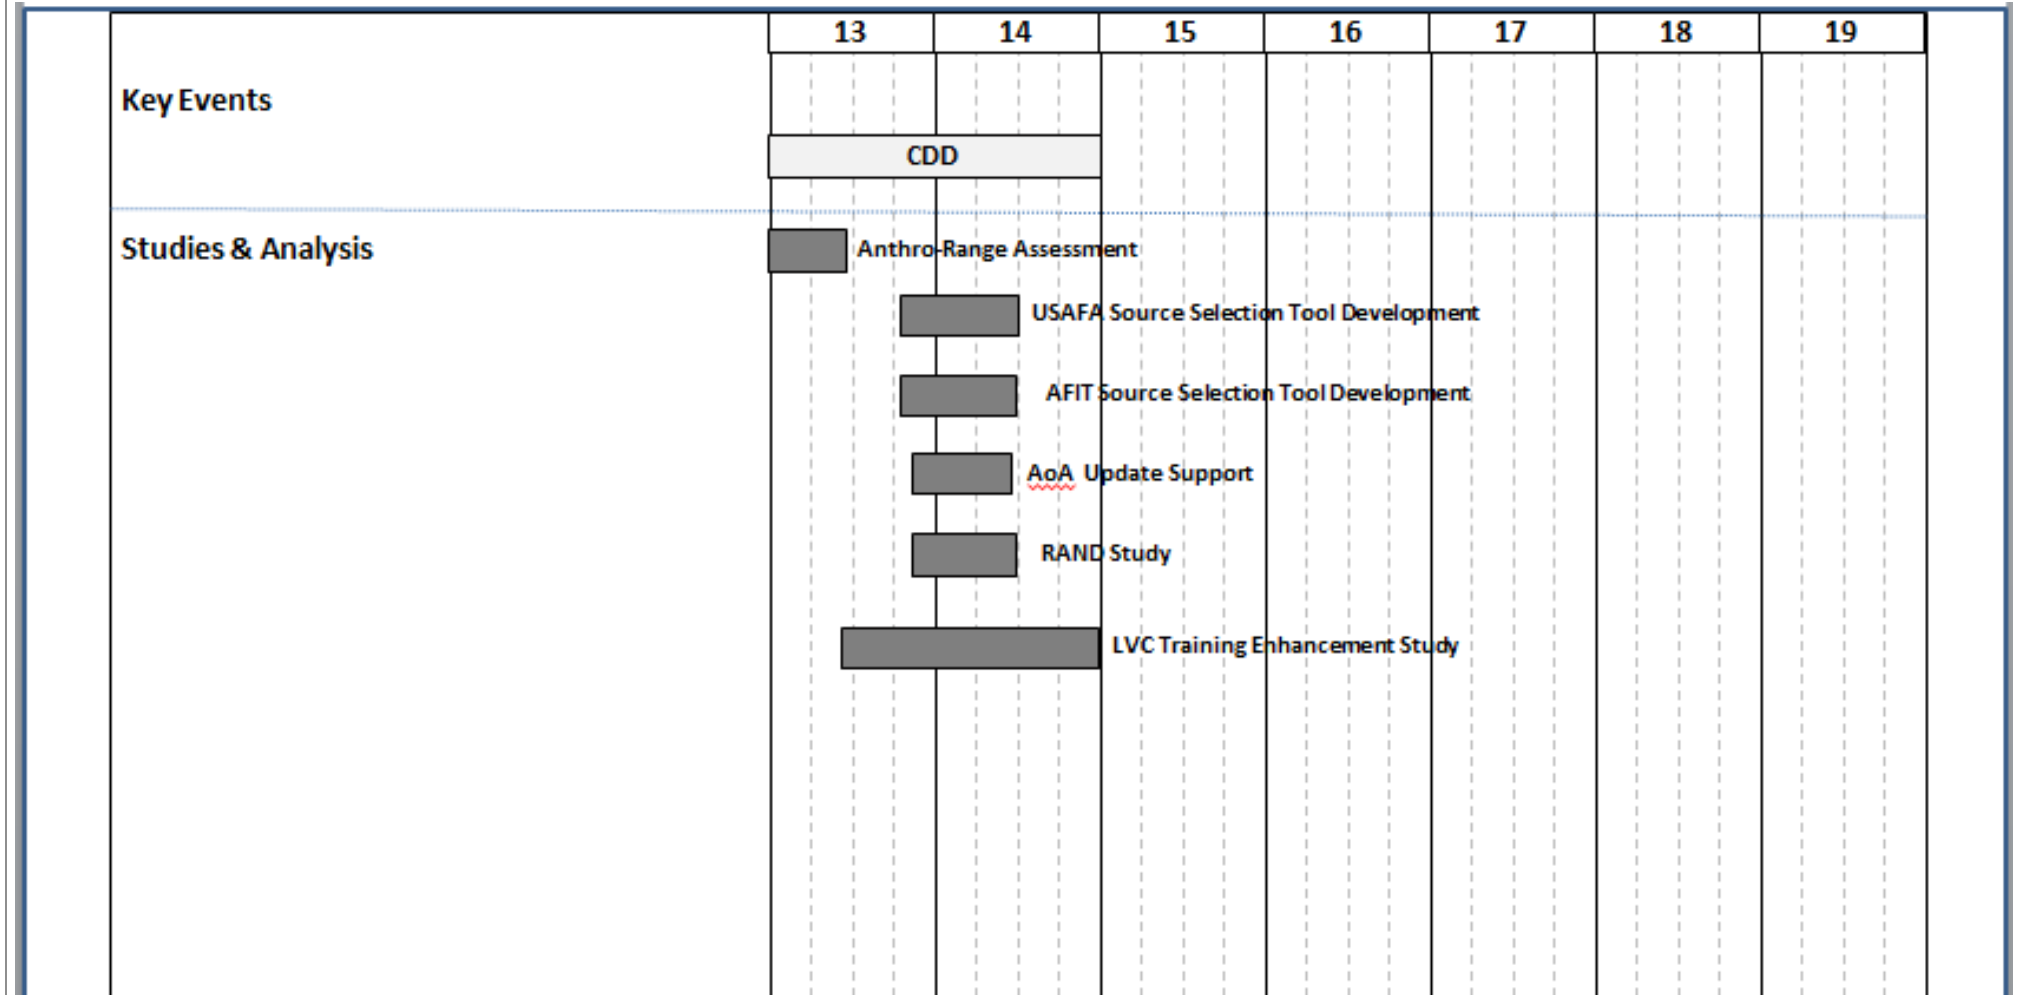 13 14 15 16 17 18 19
Key Events
CDD
Studies & Analysis
Anthro-Range Assessment
USAFA Source Selection Tool Development
AFIT Source Selection Tool Development
AoA Update Support
RAND Study
LVC Training Enhancement Study